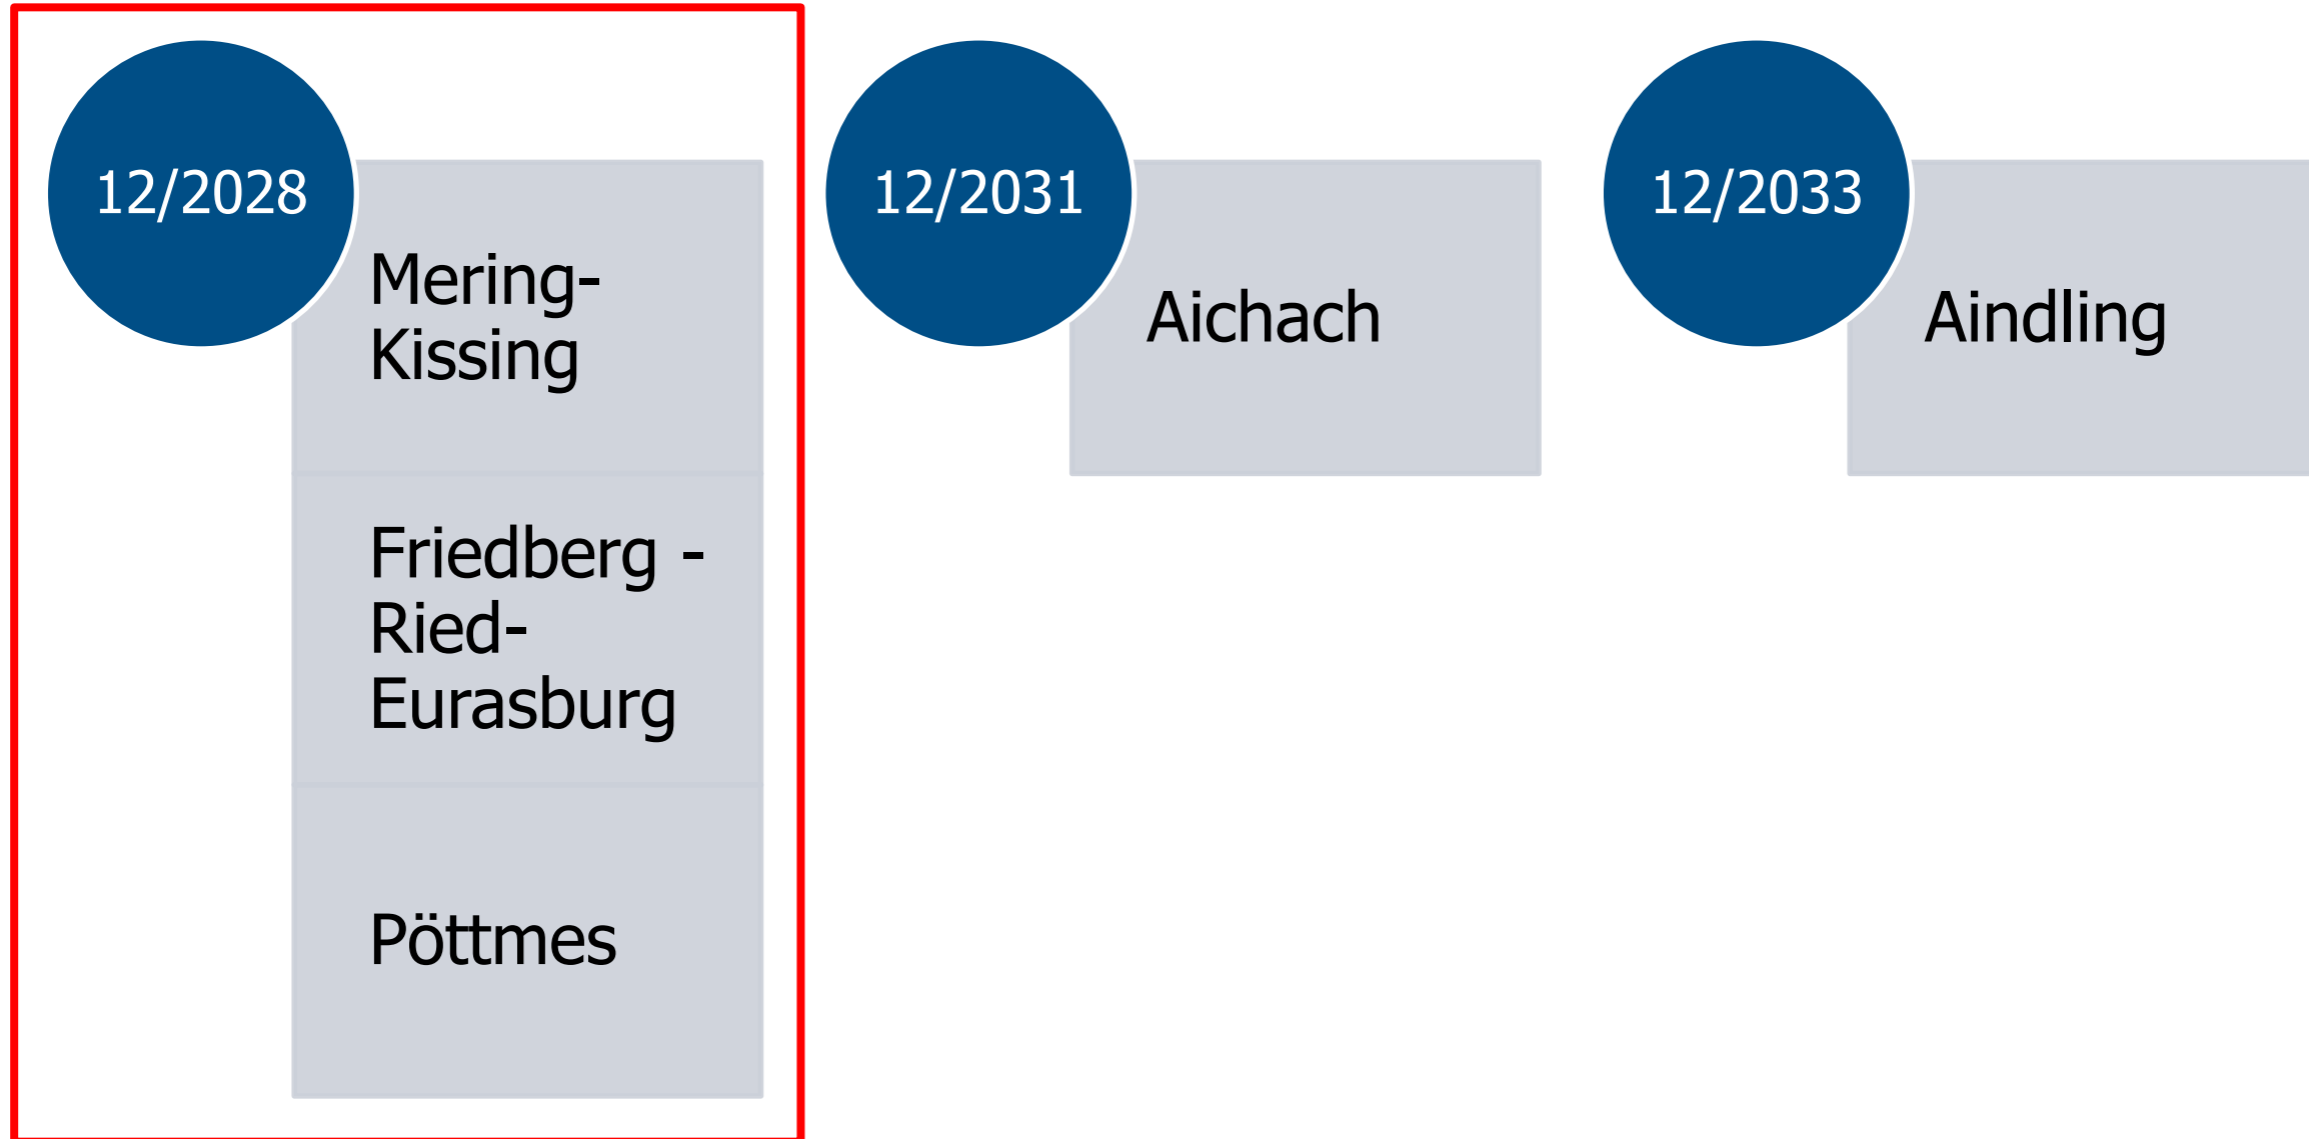 12/2028
Mering-
Kissing
Friedberg -
Ried-
Eurasburg
Pöttmes
12/2031
Aichach
12/2033
Aindling